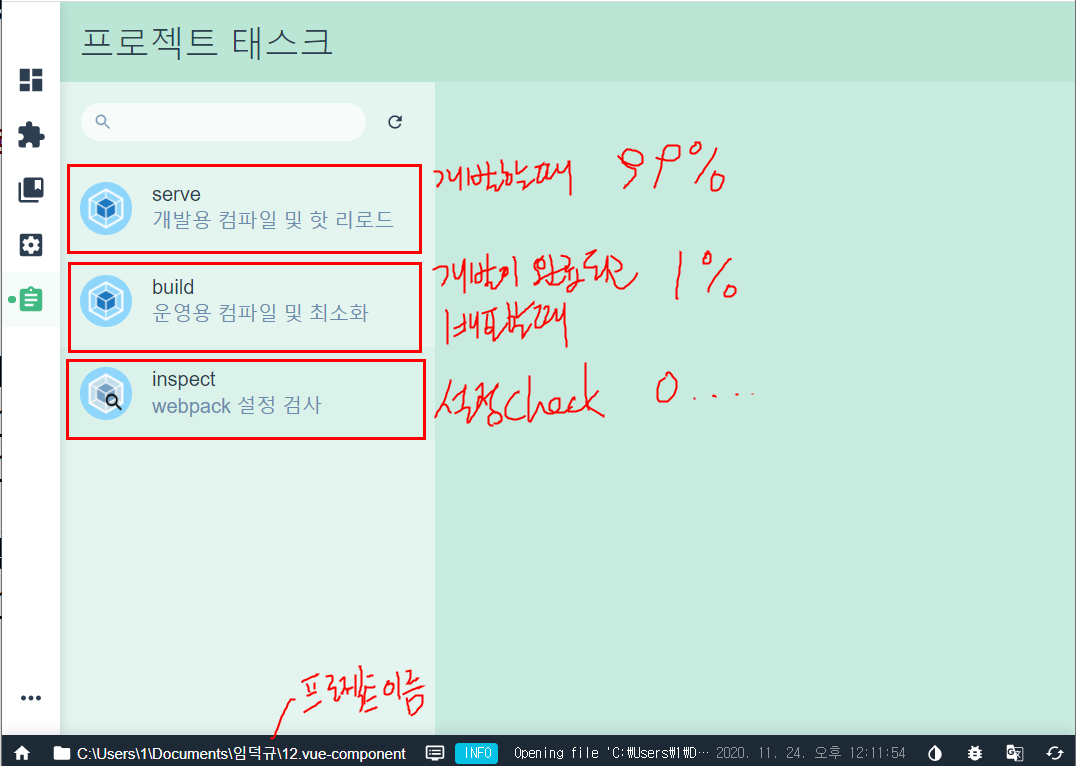 프로젝트 태스크
serve
개발용 컴파일 및 핫 리로드
개발할때 99%
build
운영용 컴파일 및 최소화
개발이 완료되고 1%
배포할때
inspect
webpack 설정 검사
설정check 0....
프로젝트이름
C:\Users\1\Documents\임덕규\12.vue-component
INFO
Opening file 'C:₩Users₩1₩D… 2020. 11. 24. 오후 12:11:54